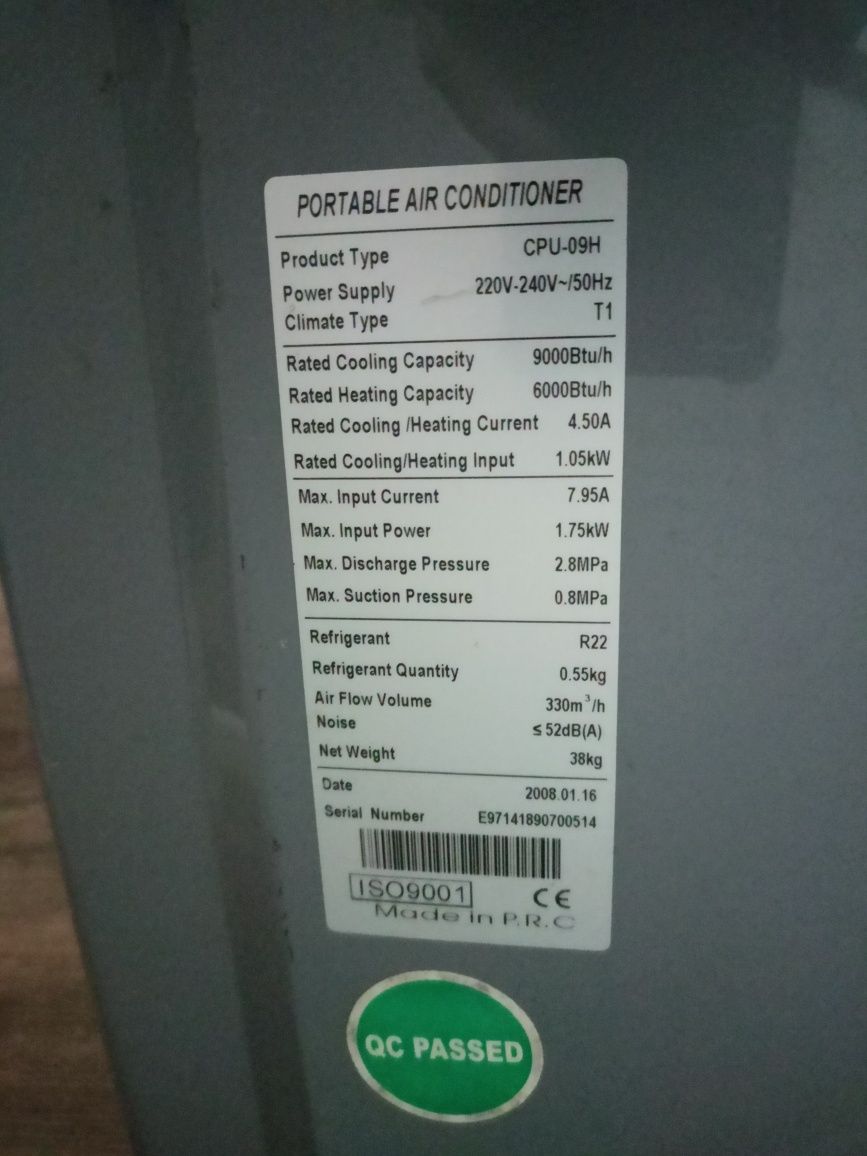 PORTABLE AIR CONDITIONER
Product Type CPU-09H
Power Supply 220V-240V~/50Hz
Climate Type T1
Rated Cooling Capacity 9000Btu/h
Rated Heating Capacity 6000Btu/h
Rated Cooling /Heating Current 4.50A
Rated Cooling/Heating Input 1.05kW
Max. Input Current 7.95A
Max. Input Power 1.75kW
Max. Discharge Pressure 2.8MPa
Max. Suction Pressure 0.8MPa
Refrigerant R22
Refrigerant Quantity 0.55kg
Air Flow Volume 330m³/h
Noise ≤52dB(A)
Net Weight 38kg
Date 2008.01.16
Serial Number E97141890700514
ISO9001 CE
Made in P.R.C
QC PASSED